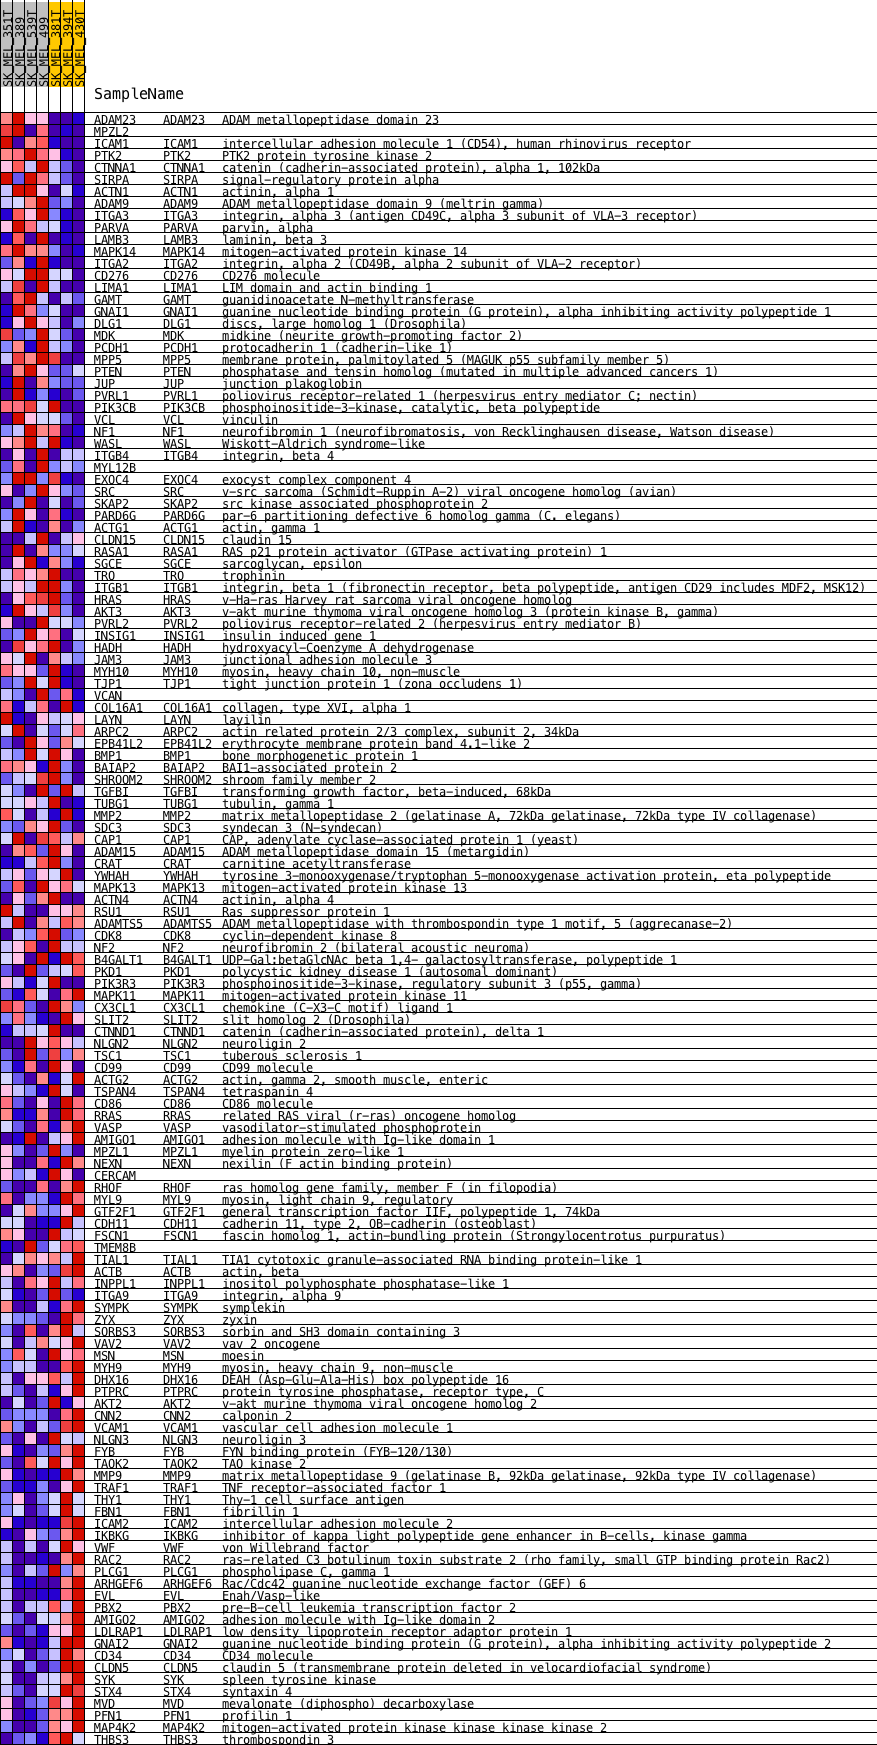 SK_MEL_351T
SK_MEL_389
SK_MEL_539T
SK_MEL_499
SK_MEL_381T
SK_MEL_394T
SK_MEL_430T
SampleName
ADAM23 ADAM23 ADAM metallopeptidase domain 23
MPZL2
ICAM1 ICAM1 intercellular adhesion molecule 1 (CD54), human rhinovirus receptor
PTK2 PTK2 PTK2 protein tyrosine kinase 2
CTNNA1 CTNNA1 catenin (cadherin-associated protein), alpha 1, 102kDa
SIRPA SIRPA signal-regulatory protein alpha
ACTN1 ACTN1 actinin, alpha 1
ADAM9 ADAM9 ADAM metallopeptidase domain 9 (meltrin gamma)
ITGA3 ITGA3 integrin, alpha 3 (antigen CD49C, alpha 3 subunit of VLA-3 receptor)
PARVA PARVA parvin, alpha
LAMB3 LAMB3 laminin, beta 3
MAPK14 MAPK14 mitogen-activated protein kinase 14
ITGA2 ITGA2 integrin, alpha 2 (CD49B, alpha 2 subunit of VLA-2 receptor)
CD276 CD276 CD276 molecule
LIMA1 LIMA1 LIM domain and actin binding 1
GAMT GAMT guanidinoacetate N-methyltransferase
GNAI1 GNAI1 guanine nucleotide binding protein (G protein), alpha inhibiting activity polypeptide 1
DLG1 DLG1 discs, large homolog 1 (Drosophila)
MDK MDK midkine (neurite growth-promoting factor 2)
PCDH1 PCDH1 protocadherin 1 (cadherin-like 1)
MPP5 MPP5 membrane protein, palmitoylated 5 (MAGUK p55 subfamily member 5)
PTEN PTEN phosphatase and tensin homolog (mutated in multiple advanced cancers 1)
JUP JUP junction plakoglobin
PVRL1 PVRL1 poliovirus receptor-related 1 (herpesvirus entry mediator C; nectin)
PIK3CB PIK3CB phosphoinositide-3-kinase, catalytic, beta polypeptide
VCL VCL vinculin
NF1 NF1 neurofibromin 1 (neurofibromatosis, von Recklinghausen disease, Watson disease)
WASL WASL Wiskott-Aldrich syndrome-like
ITGB4 ITGB4 integrin, beta 4
MYL12B
EXOC4 EXOC4 exocyst complex component 4
SRC SRC v-src sarcoma (Schmidt-Ruppin A-2) viral oncogene homolog (avian)
SKAP2 SKAP2 src kinase associated phosphoprotein 2
PARD6G PARD6G par-6 partitioning defective 6 homolog gamma (C. elegans)
ACTG1 ACTG1 actin, gamma 1
CLDN15 CLDN15 claudin 15
RASA1 RASA1 RAS p21 protein activator (GTPase activating protein) 1
SGCE SGCE sarcoglycan, epsilon
TRO TRO trophinin
ITGB1 ITGB1 integrin, beta 1 (fibronectin receptor, beta polypeptide, antigen CD29 includes MDF2, MSK12)
HRAS HRAS v-Ha-ras Harvey rat sarcoma viral oncogene homolog
AKT3 AKT3 v-akt murine thymoma viral oncogene homolog 3 (protein kinase B, gamma)
PVRL2 PVRL2 poliovirus receptor-related 2 (herpesvirus entry mediator B)
INSIG1 INSIG1 insulin induced gene 1
HADH HADH hydroxyacyl-Coenzyme A dehydrogenase
JAM3 JAM3 junctional adhesion molecule 3
MYH10 MYH10 myosin, heavy chain 10, non-muscle
TJP1 TJP1 tight junction protein 1 (zona occludens 1)
VCAN
COL16A1 COL16A1 collagen, type XVI, alpha 1
LAYN LAYN layilin
ARPC2 ARPC2 actin related protein 2/3 complex, subunit 2, 34kDa
EPB41L2 EPB41L2 erythrocyte membrane protein band 4.1-like 2
BMP1 BMP1 bone morphogenetic protein 1
BAIAP2 BAIAP2 BAI1-associated protein 2
SHROOM2 SHROOM2 shroom family member 2
TGFBI TGFBI transforming growth factor, beta-induced, 68kDa
TUBG1 TUBG1 tubulin, gamma 1
MMP2 MMP2 matrix metallopeptidase 2 (gelatinase A, 72kDa gelatinase, 72kDa type IV collagenase)
SDC3 SDC3 syndecan 3 (N-syndecan)
CAP1 CAP1 CAP, adenylate cyclase-associated protein 1 (yeast)
ADAM15 ADAM15 ADAM metallopeptidase domain 15 (metargidin)
CRAT CRAT carnitine acetyltransferase
YWHAH YWHAH tyrosine 3-monooxygenase/tryptophan 5-monooxygenase activation protein, eta polypeptide
MAPK13 MAPK13 mitogen-activated protein kinase 13
ACTN4 ACTN4 actinin, alpha 4
RSU1 RSU1 Ras suppressor protein 1
ADAMTS5 ADAMTS5 ADAM metallopeptidase with thrombospondin type 1 motif, 5 (aggrecanase-2)
CDK8 CDK8 cyclin-dependent kinase 8
NF2 NF2 neurofibromin 2 (bilateral acoustic neuroma)
B4GALT1 B4GALT1 UDP-Gal:betaGlcNAc beta 1,4- galactosyltransferase, polypeptide 1
PKD1 PKD1 polycystic kidney disease 1 (autosomal dominant)
PIK3R3 PIK3R3 phosphoinositide-3-kinase, regulatory subunit 3 (p55, gamma)
MAPK11 MAPK11 mitogen-activated protein kinase 11
CX3CL1 CX3CL1 chemokine (C-X3-C motif) ligand 1
SLIT2 SLIT2 slit homolog 2 (Drosophila)
CTNND1 CTNND1 catenin (cadherin-associated protein), delta 1
NLGN2 NLGN2 neuroligin 2
TSC1 TSC1 tuberous sclerosis 1
CD99 CD99 CD99 molecule
ACTG2 ACTG2 actin, gamma 2, smooth muscle, enteric
TSPAN4 TSPAN4 tetraspanin 4
CD86 CD86 CD86 molecule
RRAS RRAS related RAS viral (r-ras) oncogene homolog
VASP VASP vasodilator-stimulated phosphoprotein
AMIGO1 AMIGO1 adhesion molecule with Ig-like domain 1
MPZL1 MPZL1 myelin protein zero-like 1
NEXN NEXN nexilin (F actin binding protein)
CERCAM
RHOF RHOF ras homolog gene family, member F (in filopodia)
MYL9 MYL9 myosin, light chain 9, regulatory
GTF2F1 GTF2F1 general transcription factor IIF, polypeptide 1, 74kDa
CDH11 CDH11 cadherin 11, type 2, OB-cadherin (osteoblast)
FSCN1 FSCN1 fascin homolog 1, actin-bundling protein (Strongylocentrotus purpuratus)
TMEM8B
TIAL1 TIAL1 TIA1 cytotoxic granule-associated RNA binding protein-like 1
ACTB ACTB actin, beta
INPPL1 INPPL1 inositol polyphosphate phosphatase-like 1
ITGA9 ITGA9 integrin, alpha 9
SYMPK SYMPK symplekin
ZYX ZYX zyxin
SORBS3 SORBS3 sorbin and SH3 domain containing 3
VAV2 VAV2 vav 2 oncogene
MSN MSN moesin
MYH9 MYH9 myosin, heavy chain 9, non-muscle
DHX16 DHX16 DEAH (Asp-Glu-Ala-His) box polypeptide 16
PTPRC PTPRC protein tyrosine phosphatase, receptor type, C
AKT2 AKT2 v-akt murine thymoma viral oncogene homolog 2
CNN2 CNN2 calponin 2
VCAM1 VCAM1 vascular cell adhesion molecule 1
NLGN3 NLGN3 neuroligin 3
FYB FYB FYN binding protein (FYB-120/130)
TAOK2 TAOK2 TAO kinase 2
MMP9 MMP9 matrix metallopeptidase 9 (gelatinase B, 92kDa gelatinase, 92kDa type IV collagenase)
TRAF1 TRAF1 TNF receptor-associated factor 1
THY1 THY1 Thy-1 cell surface antigen
FBN1 FBN1 fibrillin 1
ICAM2 ICAM2 intercellular adhesion molecule 2
IKBKG IKBKG inhibitor of kappa light polypeptide gene enhancer in B-cells, kinase gamma
VWF VWF von Willebrand factor
RAC2 RAC2 ras-related C3 botulinum toxin substrate 2 (rho family, small GTP binding protein Rac2)
PLCG1 PLCG1 phospholipase C, gamma 1
ARHGEF6 ARHGEF6 Rac/Cdc42 guanine nucleotide exchange factor (GEF) 6
EVL EVL Enah/Vasp-like
PBX2 PBX2 pre-B-cell leukemia transcription factor 2
AMIGO2 AMIGO2 adhesion molecule with Ig-like domain 2
LDLRAP1 LDLRAP1 low density lipoprotein receptor adaptor protein 1
GNAI2 GNAI2 guanine nucleotide binding protein (G protein), alpha inhibiting activity polypeptide 2
CD34 CD34 CD34 molecule
CLDN5 CLDN5 claudin 5 (transmembrane protein deleted in velocardiofacial syndrome)
SYK SYK spleen tyrosine kinase
STX4 STX4 syntaxin 4
MVD MVD mevalonate (diphospho) decarboxylase
PFN1 PFN1 profilin 1
MAP4K2 MAP4K2 mitogen-activated protein kinase kinase kinase kinase 2
THBS3 THBS3 thrombospondin 3